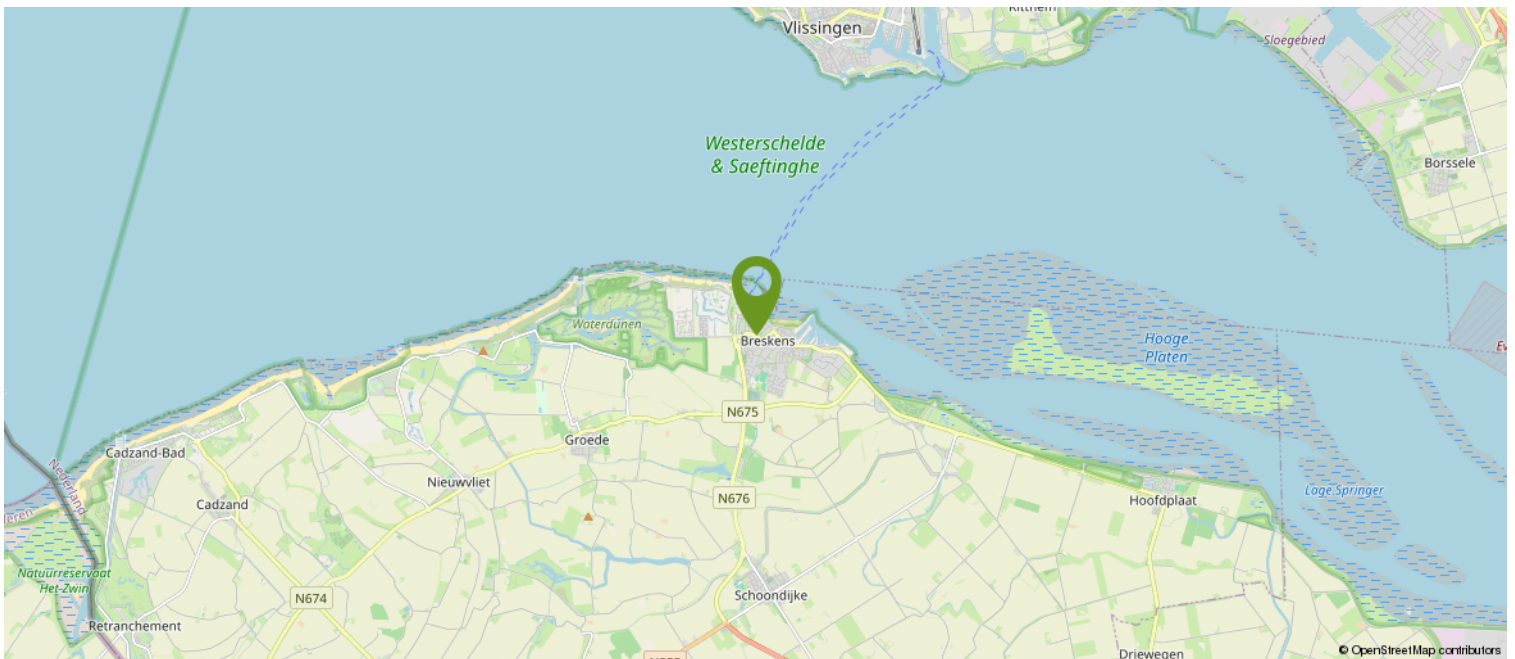 Vlissingen
Sloegebied
Westerschelde
& Saeftinghe
Borssele
Waterdunen
Breskens
Hooge
Platen
N675
Groede
Cadzand-Bad
Nederland
Nieuwvliet
Cadzand
N676
Hoofdplaat
Lage Springer
Natuurreservaat
Het Zwin
N674
Schoondijke
Retranchement
Driewegen
© OpenStreetMap contributors